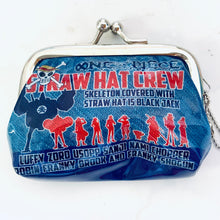 ONE PIECE
STRAW HAT CREW
SKELETON COVERED WITH
STRAW HAT IS BLACK JACK
LUFFY ZORO USOPP SANJI NAMI CHOPPER
ROBIN FRANKY BROOK AND FRANKY SHOGUN